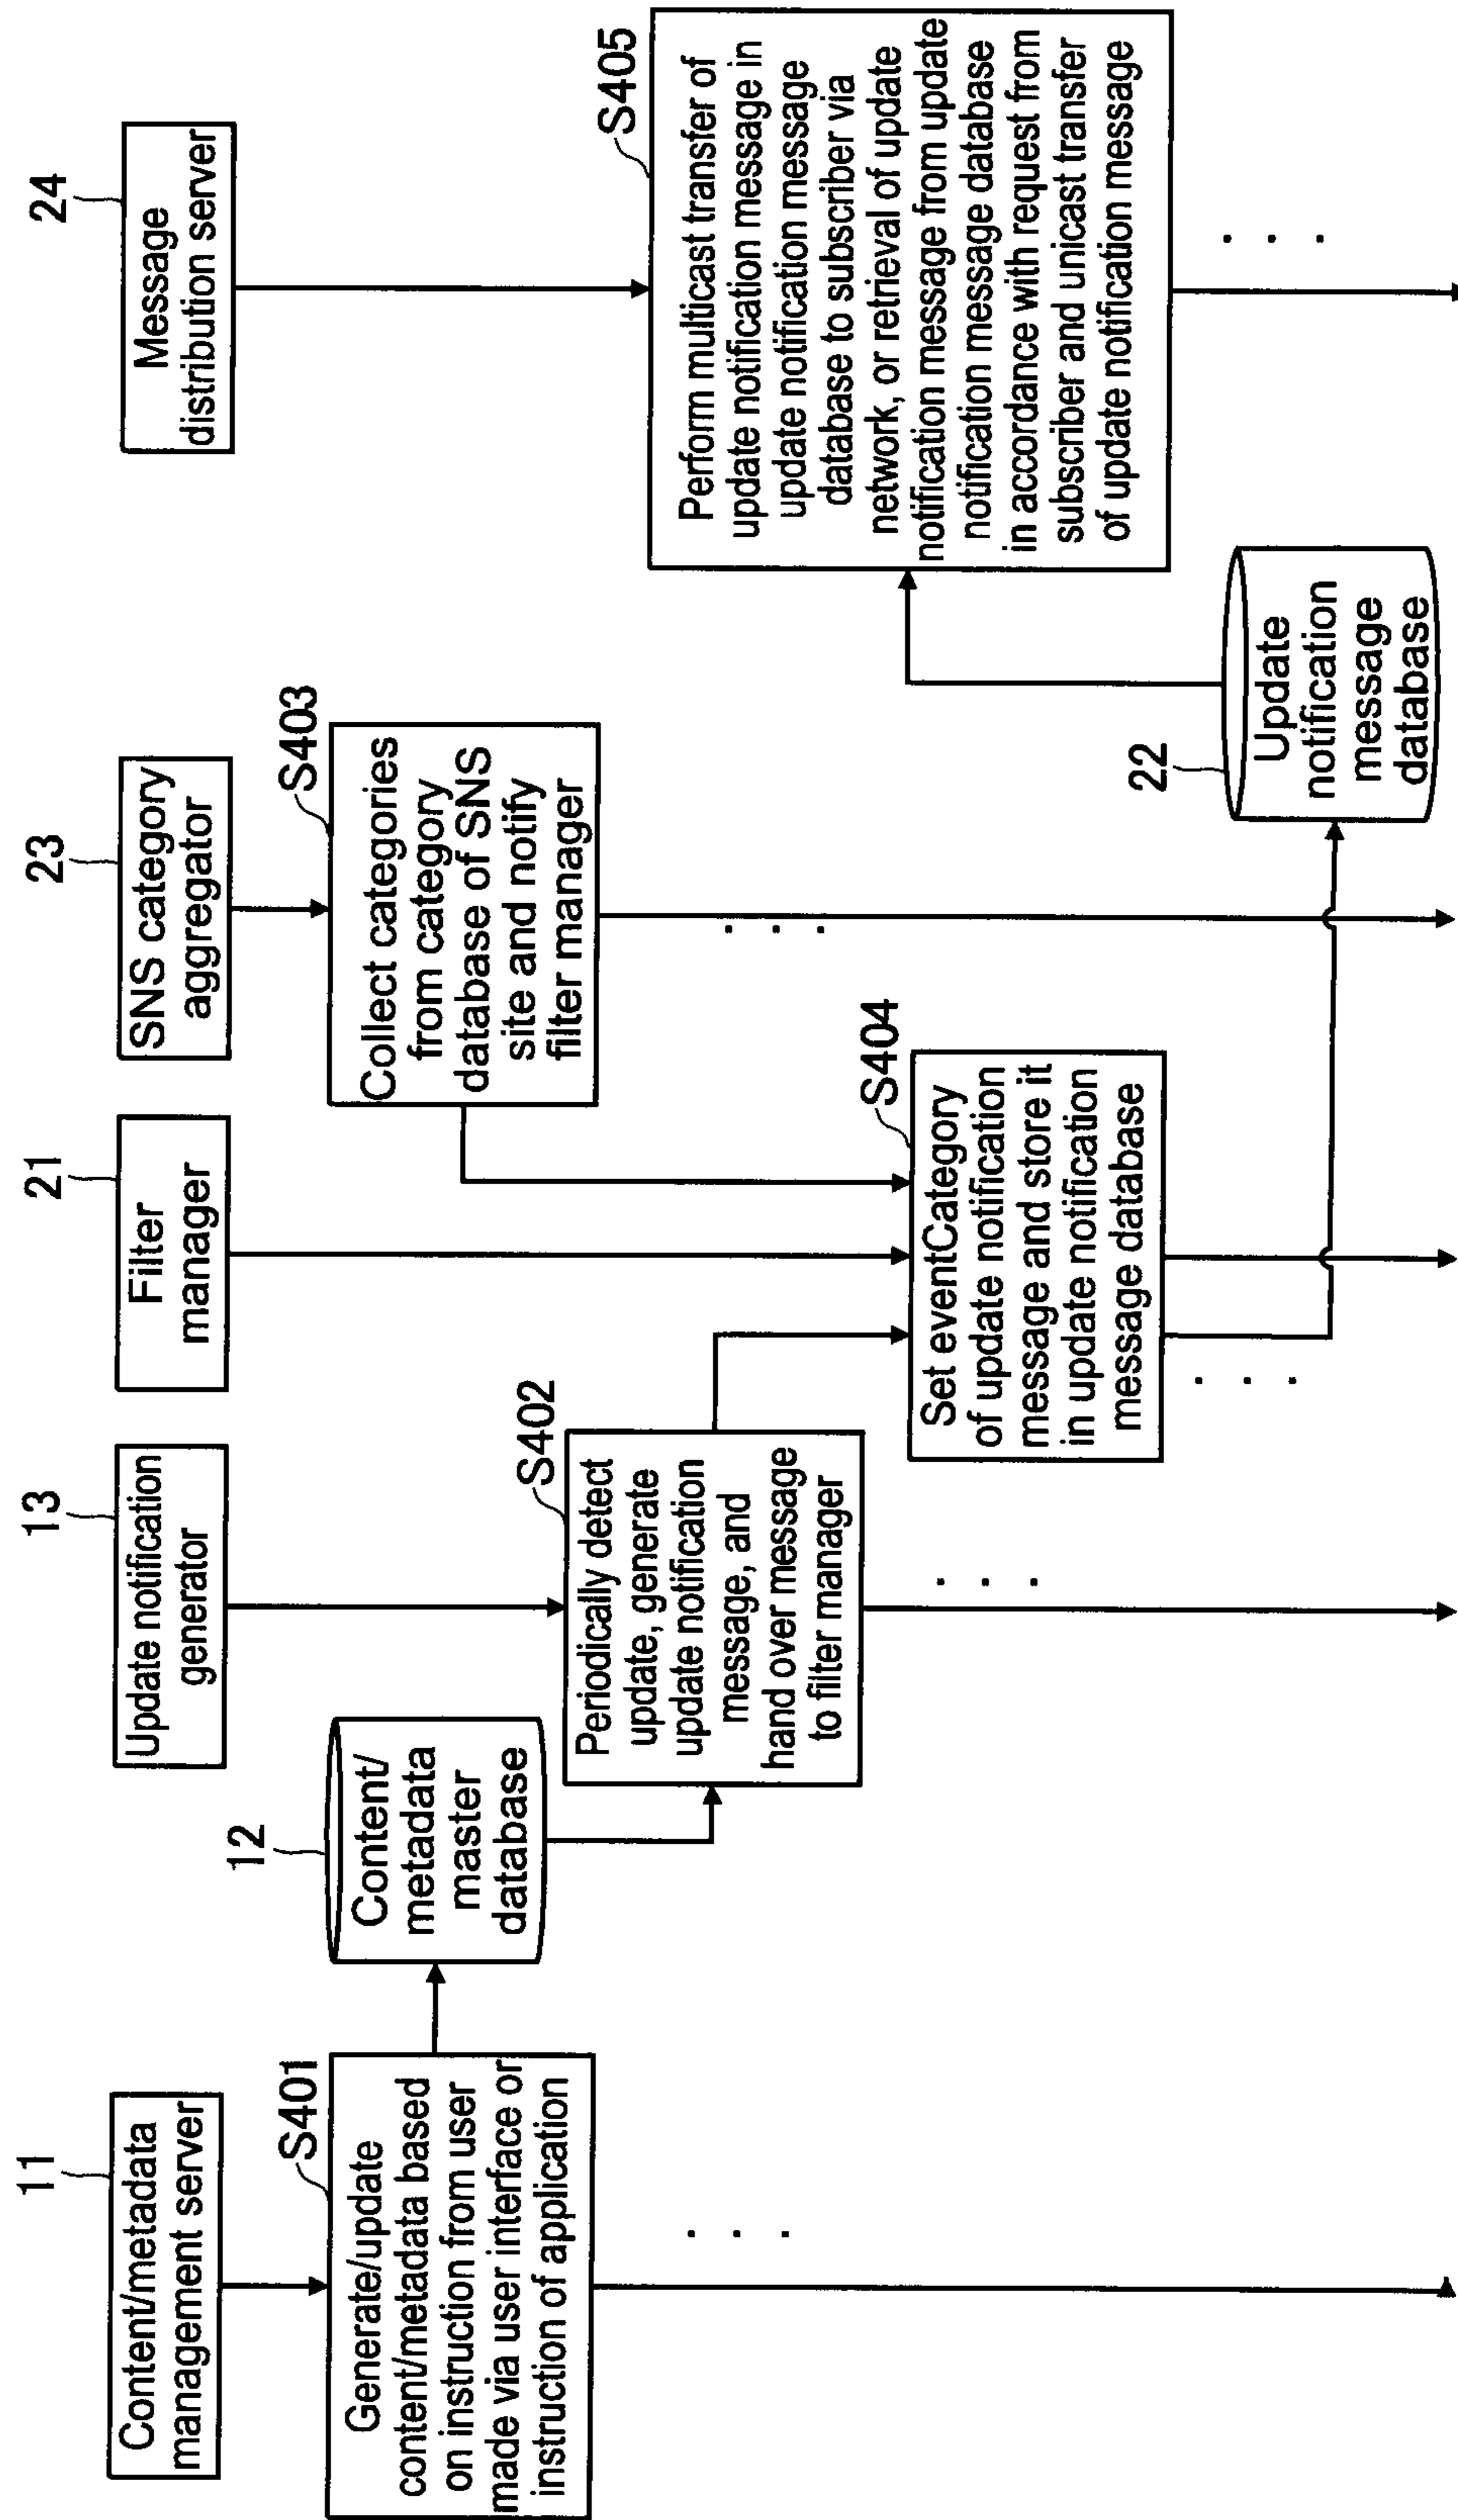 11
Content/metadata
management server
S401
Generate/update
content/metadata based
on instruction from user
made via user interface or
instruction of application
. . .
12
Content/
metadata
master
database
13
Update notification
generator
S402
Periodically detect
update, generate
update notification
message, and
hand over message
to filter manager
. . .
21
Filter
manager
S404
Set eventCategory
of update notification
message and store it
in update notification
message database
. . .
23
SNS category
aggregator
S403
Collect categories
from category
database of SNS
site and notify
filter manager
. . .
22
Update
notification
message
database
24
Message
distribution server
S405
Perform multicast transfer of
update notification message in
update notification message
database to subscriber via
network, or retrieval of update
notification message from update
notification message database
in accordance with request from
subscriber and unicast transfer
of update notification message
. . .